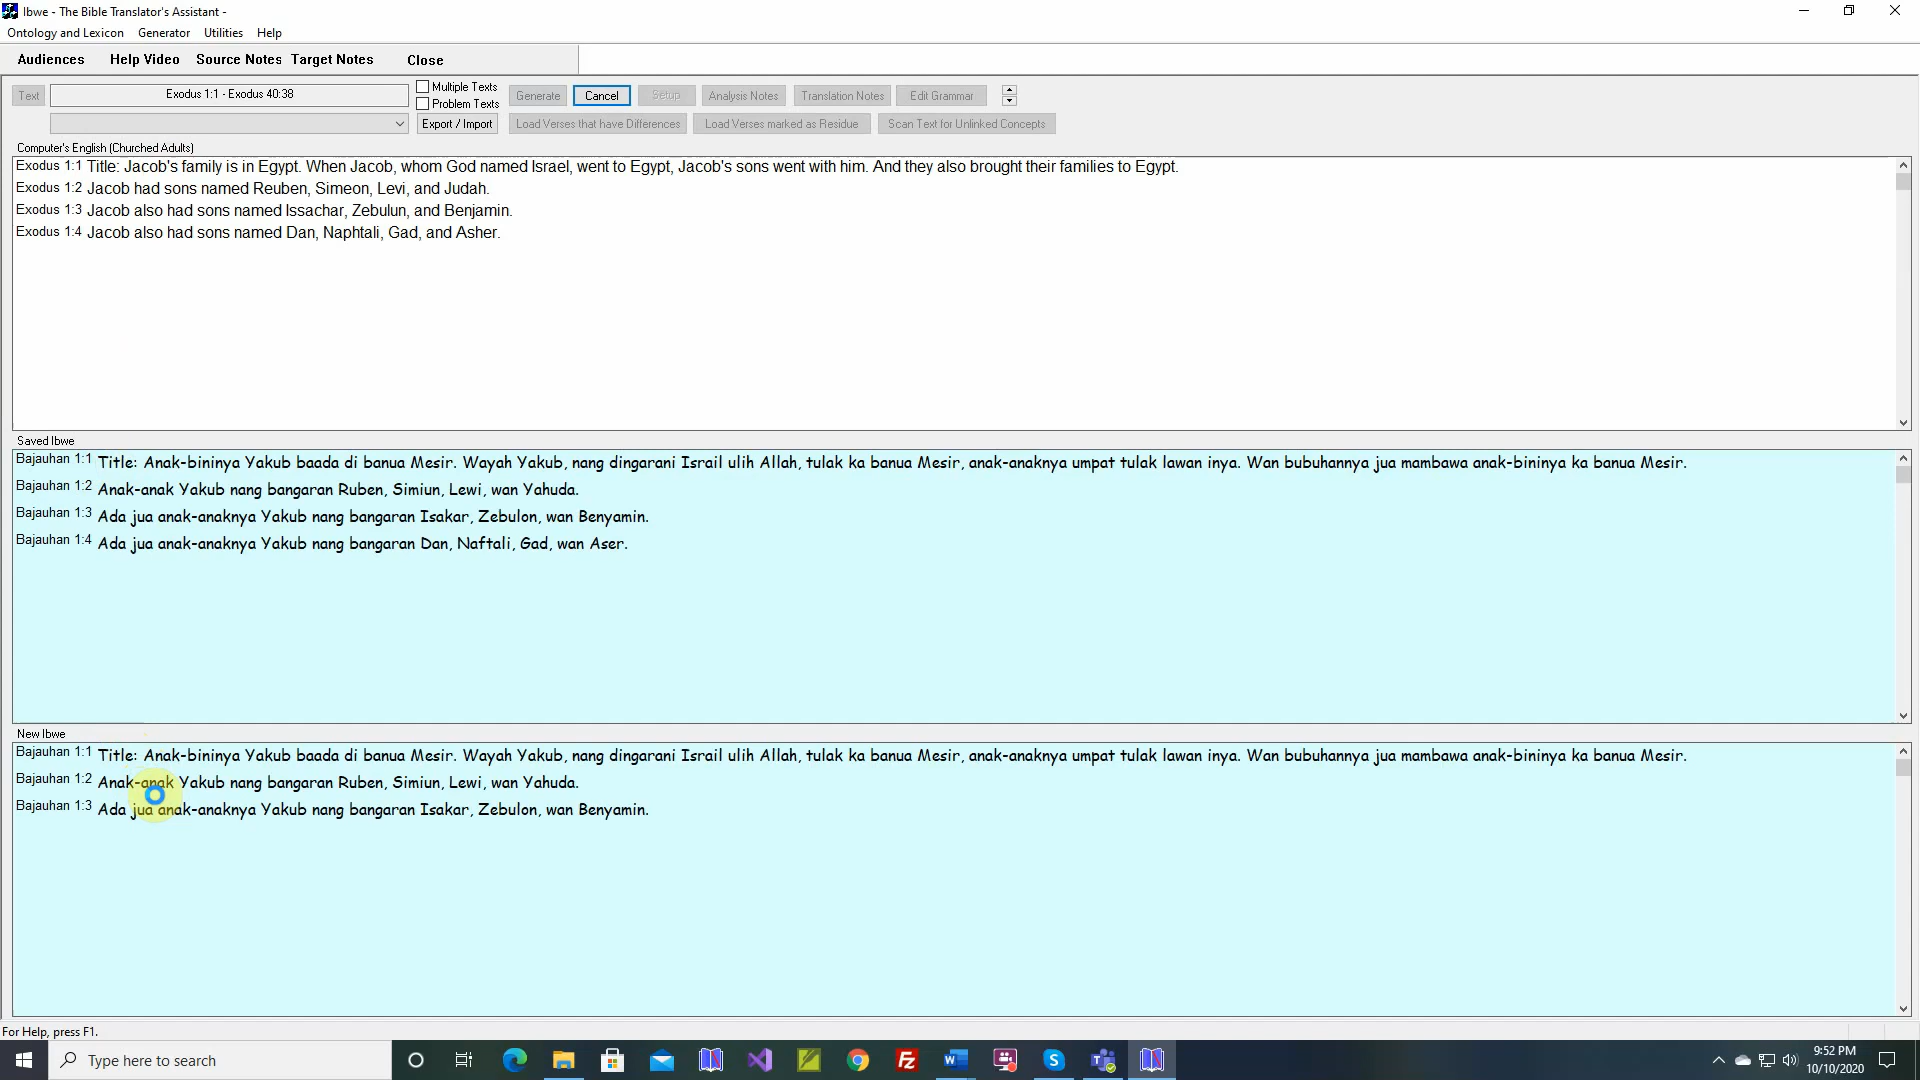 Ibwe - The Bible Translator's Assistant -
Ontology and Lexicon Generator Utilities Help
Audiences Help Video Source Notes Target Notes Close
Text Exodus 1:1 - Exodus 40:38 Multiple Texts Problem Texts Generate Cancel Setup Analysis Notes Translation Notes Edit Grammar
Export / Import Load Verses that have Differences Load Verses marked as Residue Scan Text for Unlinked Concepts
Computer's English (Churched Adults)
Exodus 1:1 Title: Jacob's family is in Egypt. When Jacob, whom God named Israel, went to Egypt, Jacob's sons went with him. And they also brought their families to Egypt.
Exodus 1:2 Jacob had sons named Reuben, Simeon, Levi, and Judah.
Exodus 1:3 Jacob also had sons named Issachar, Zebulun, and Benjamin.
Exodus 1:4 Jacob also had sons named Dan, Naphtali, Gad, and Asher.
Saved Ibwe
Bajauhan 1:1 Title: Anak-bininya Yakub baada di banua Mesir. Wayah Yakub, nang dingarani Israil ulih Allah, tulak ka banua Mesir, anak-anaknya umpat tulak lawan inya. Wan bubuhannya jua mambawa anak-bininya ka banua Mesir.
Bajauhan 1:2 Anak-anak Yakub nang bangaran Ruben, Simiun, Lewi, wan Yahuda.
Bajauhan 1:3 Ada jua anak-anaknya Yakub nang bangaran Isakar, Zebulon, wan Benyamin.
Bajauhan 1:4 Ada jua anak-anaknya Yakub nang bangaran Dan, Naftali, Gad, wan Aser.
New Ibwe
Bajauhan 1:1 Title: Anak-bininya Yakub baada di banua Mesir. Wayah Yakub, nang dingarani Israil ulih Allah, tulak ka banua Mesir, anak-anaknya umpat tulak lawan inya. Wan bubuhannya jua mambawa anak-bininya ka banua Mesir.
Bajauhan 1:2 Anak-anak Yakub nang bangaran Ruben, Simiun, Lewi, wan Yahuda.
Bajauhan 1:3 Ada jua anak-anaknya Yakub nang bangaran Isakar, Zebulon, wan Benyamin.
For Help, press F1.
Type here to search
9:52 PM
10/10/2020